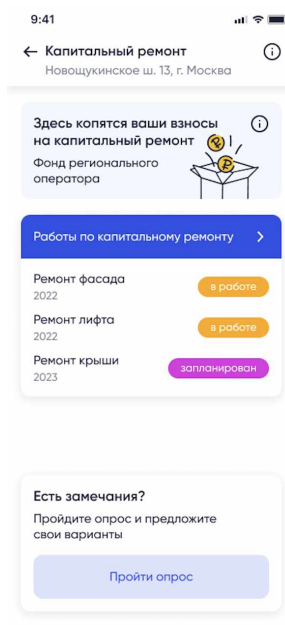 9:41
Капитальный ремонт
Новощукинское ш. 13, г. Москва
Здесь копятся ваши взносы
на капитальный ремонт
Фонд регионального
оператора
Работы по капитальному ремонту
Ремонт фасада
в работе
2022
Ремонт лифта
в работе
2022
Ремонт крыши
запланирован
2023
Есть замечания?
Пройдите опрос и предложите
свои варианты
Пройти опрос